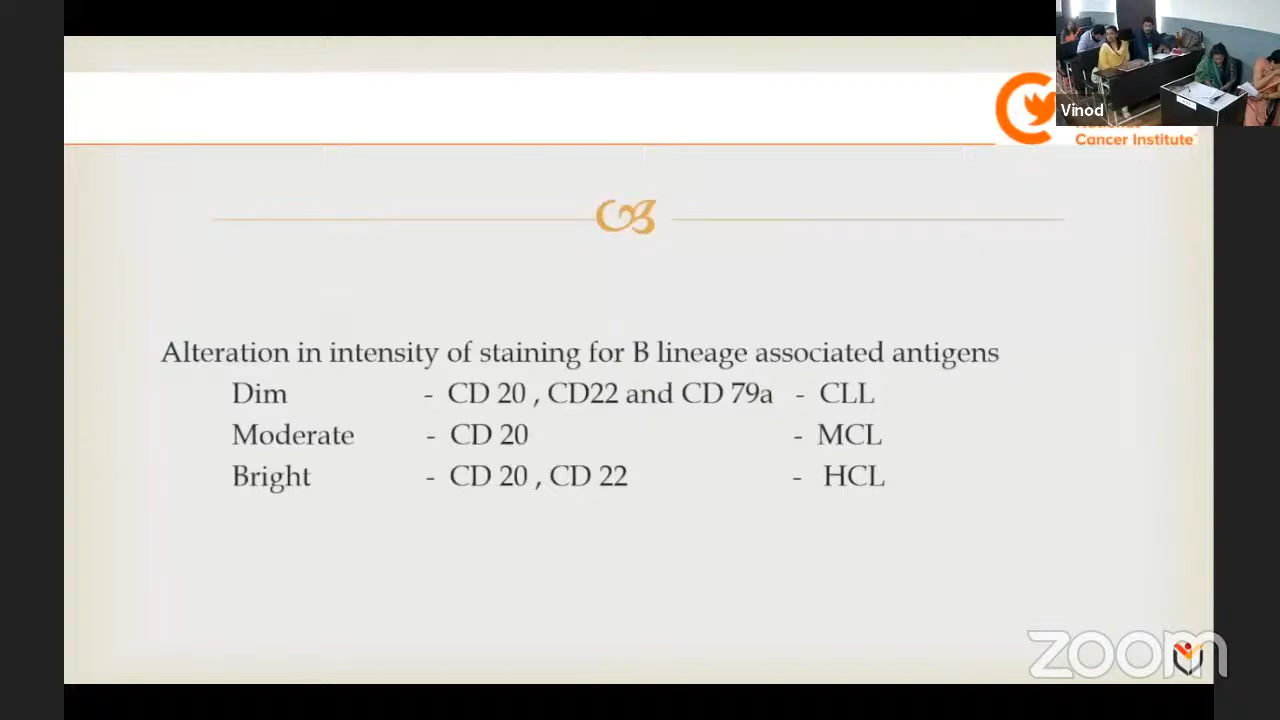 Vinod
Cancer Institute
Alteration in intensity of staining for B lineage associated antigens
Dim - CD 20 , CD22 and CD 79a - CLL
Moderate - CD 20 - MCL
Bright - CD 20 , CD 22 - HCL
zoom